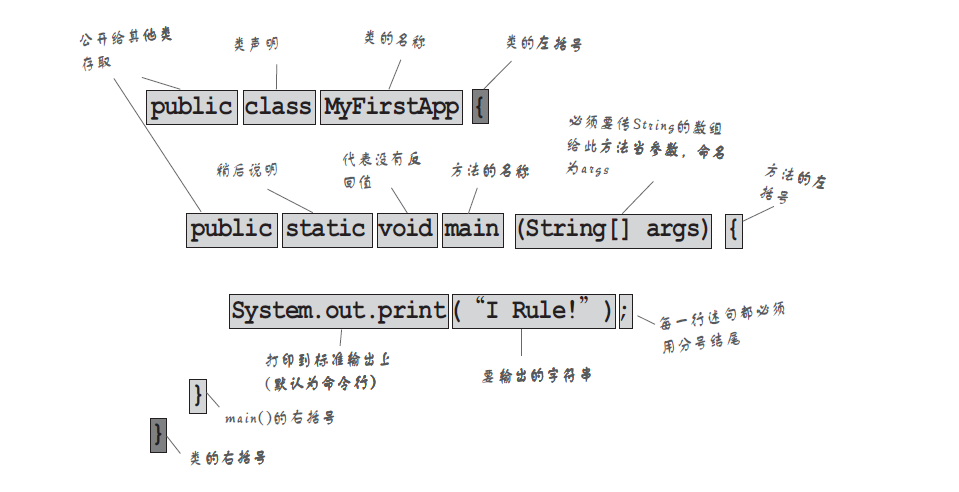 公开给其他类
存取
类声明
类的名称
类的左括号
public class MyFirstApp {
必须要传String的数组
给此方法当参数，命名
为args
稍后说明
代表没有反
回值
方法的名称
方法的左
括号
public static void main (String[] args) {
System.out.print(“I Rule!”);
每一行述句都必须
用分号结尾
打印到标准输出上
(默认为命令行)
要输出的字符串
}
main()的右括号
}
类的右括号